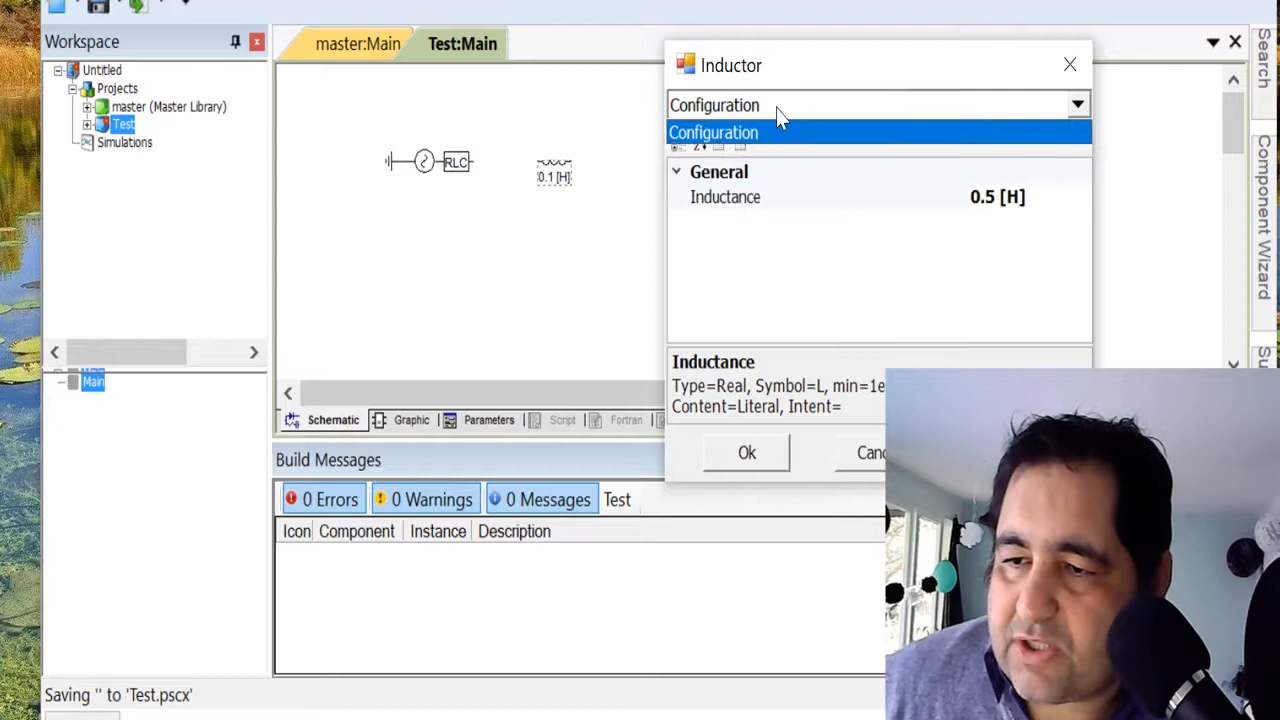 Workspace
Untitled
Projects
master (Master Library)
Test
Simulations
Main
master:Main
Test:Main
RLC
0.1 [H]
Inductor
Configuration
Configuration
General
Inductance 0.5 [H]
Inductance
Type=Real, Symbol=L, min=1e
Content=Literal, Intent=
Ok
Canc
Schematic
Graphic
Parameters
Script
Fortran
Build Messages
0 Errors
0 Warnings
0 Messages
Test
Icon Component Instance Description
Saving '' to 'Test.pscx'
Search
Component Wizard